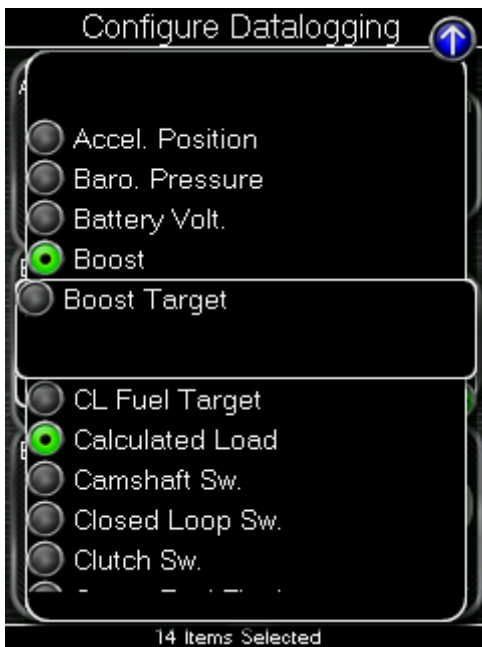 Configure Datalogging
Accel. Position
Baro. Pressure
Battery Volt.
Boost
Boost Target
CL Fuel Target
Calculated Load
Camshaft Sw.
Closed Loop Sw.
Clutch Sw.
14 Items Selected